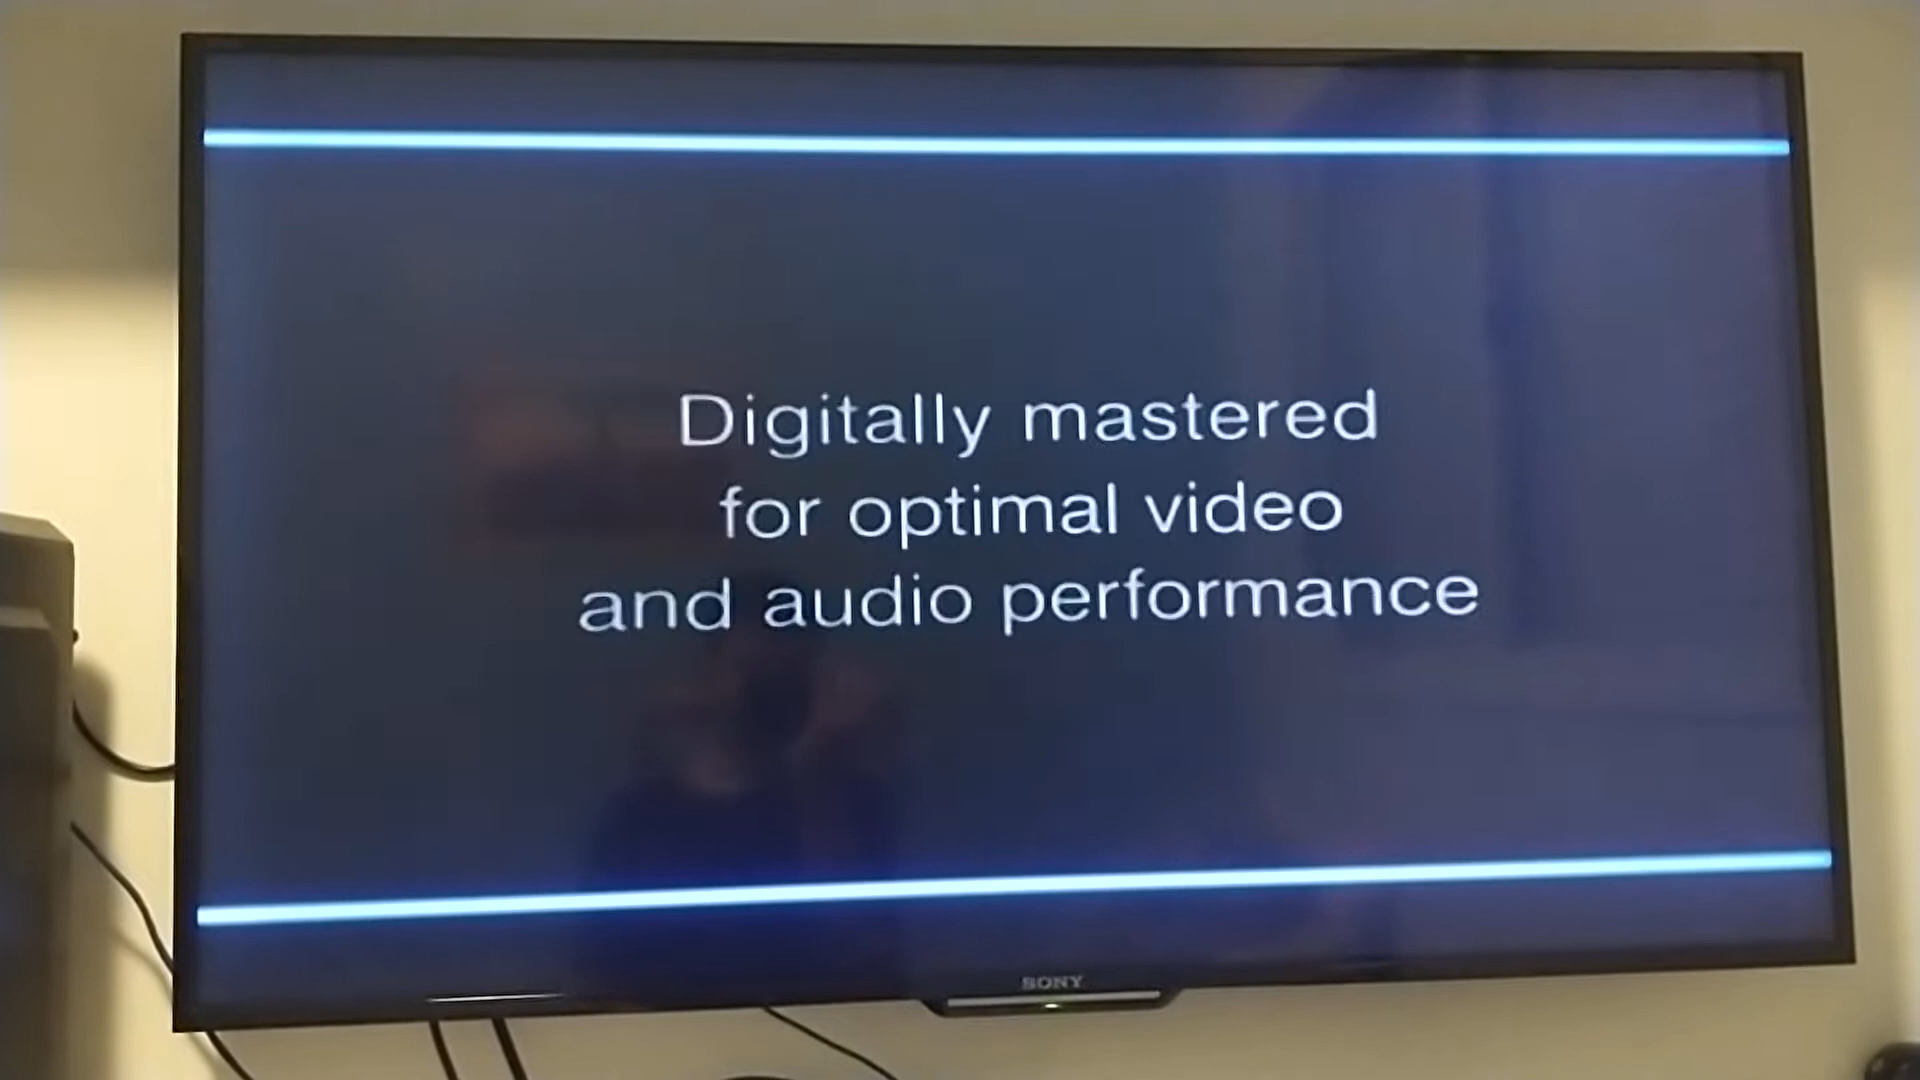 Digitally mastered
for optimal video
and audio performance
SONY